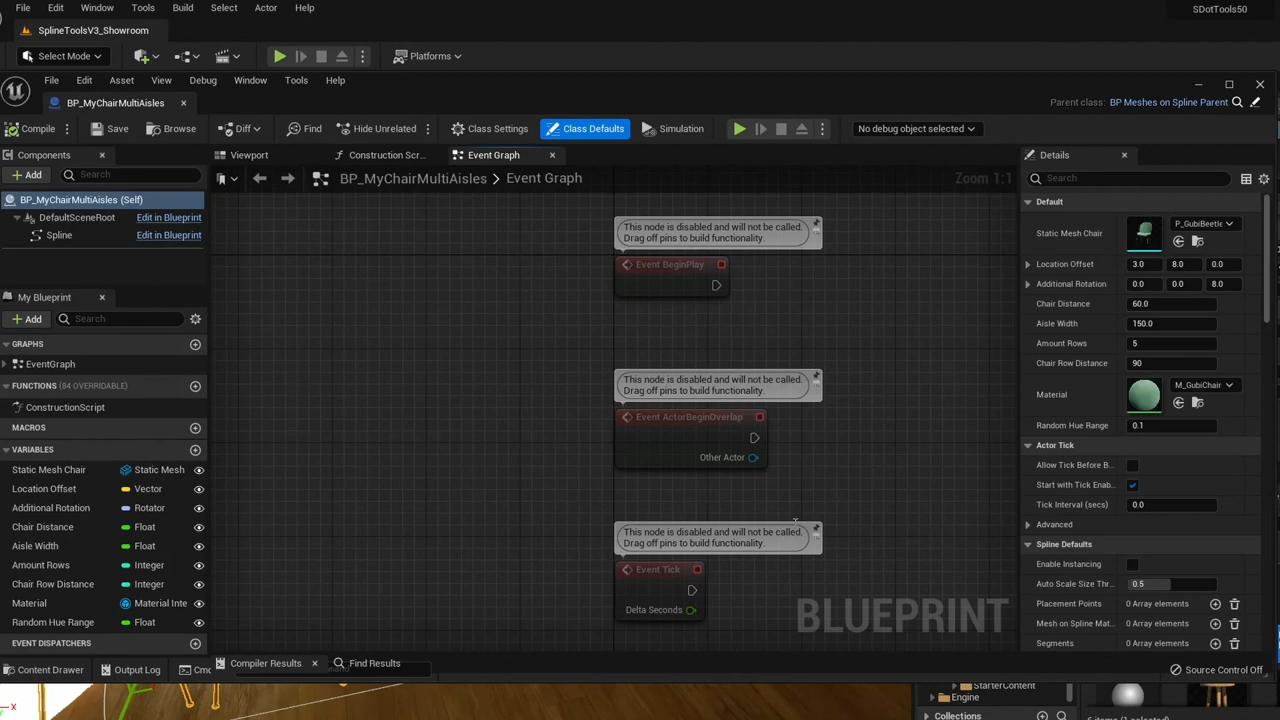 File Edit Window Tools Build Select Actor Help
SDotTools50
SplineToolsV3_Showroom
Select Mode
Platforms
File Edit Asset View Debug Window Tools Help
BP_MyChairMultiAisles
Parent class: BP Meshes on Spline Parent
Compile Save Browse Diff Find Hide Unrelated Class Settings Class Defaults Simulation No debug object selected
Components
Add Search
BP_MyChairMultiAisles (Self)
DefaultSceneRoot Edit in Blueprint
Spline Edit in Blueprint
My Blueprint
Add Search
GRAPHS
EventGraph
FUNCTIONS (84 OVERRIDABLE)
ConstructionScript
MACROS
VARIABLES
Static Mesh Chair Static Mesh
Location Offset Vector
Additional Rotation Rotator
Chair Distance Float
Aisle Width Float
Amount Rows Integer
Chair Row Distance Integer
Material Material Inte
Random Hue Range Float
EVENT DISPATCHERS
Viewport Construction Scr... Event Graph
BP_MyChairMultiAisles > Event Graph Zoom 1:1
This node is disabled and will not be called.
Drag off pins to build functionality.
Event BeginPlay
This node is disabled and will not be called.
Drag off pins to build functionality.
Event ActorBeginOverlap
Other Actor
This node is disabled and will not be called.
Drag off pins to build functionality.
Event Tick
Delta Seconds
BLUEPRINT
Details
Search
Default
Static Mesh Chair P_GubiBeetle
Location Offset 3.0 8.0 0.0
Additional Rotation 0.0 0.0 8.0
Chair Distance 60.0
Aisle Width 150.0
Amount Rows 5
Chair Row Distance 90
Material M_GubiChair
Random Hue Range 0.1
Actor Tick
Allow Tick Before B...
Start with Tick Enab...
Tick Interval (secs) 0.0
Advanced
Spline Defaults
Enable Instancing
Auto Scale Size Thr... 0.5
Placement Points 0 Array elements
Mesh on Spline Mat... 0 Array elements
Segments 0 Array elements
Compiler Results Find Results
Content Drawer Output Log Cmd Source Control Off
StarterContent
Engine
Collections
X